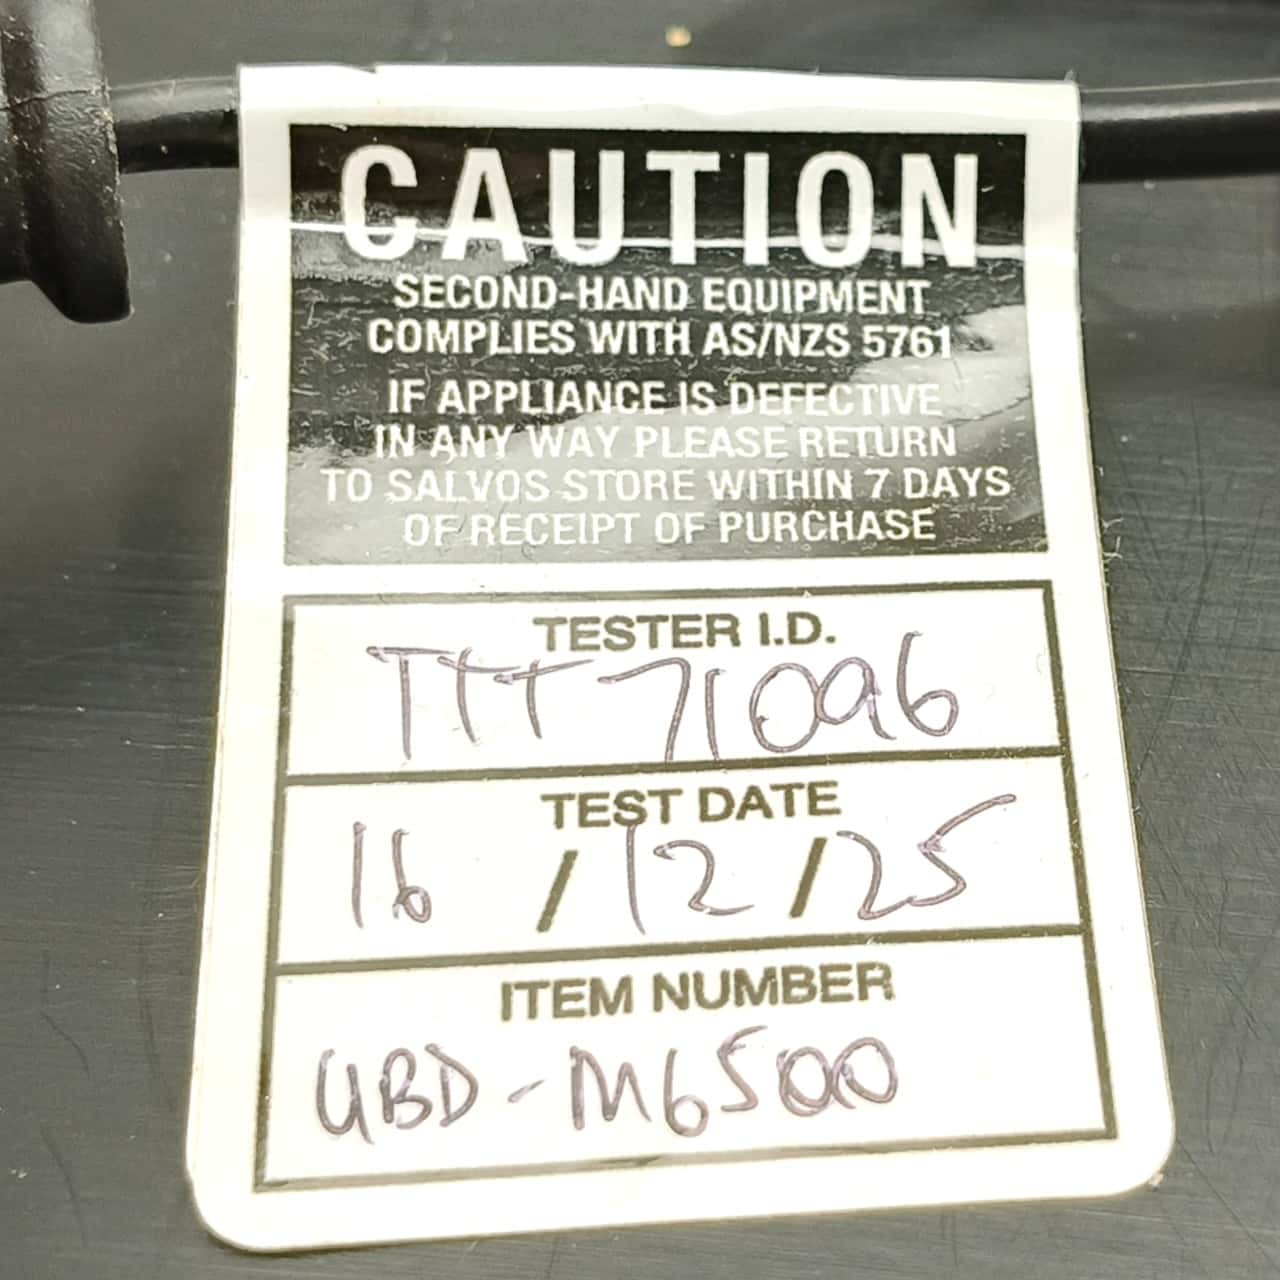 CAUTION
SECOND-HAND EQUIPMENT
COMPLIES WITH AS/NZS 5761
IF APPLIANCE IS DEFECTIVE
IN ANY WAY PLEASE RETURN
TO SALVOS STORE WITHIN 7 DAYS
OF RECEIPT OF PURCHASE
TESTER I.D.
TTT71096
TEST DATE
16 / 12 / 25
ITEM NUMBER
UBD-M6500